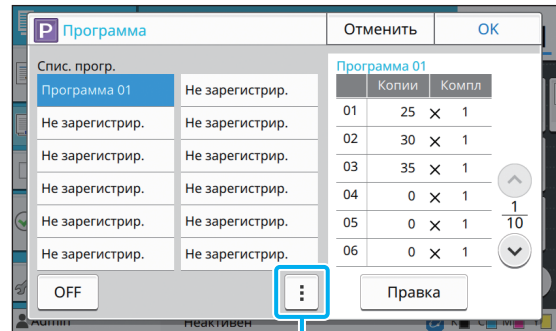 P Программа
Отменить
OK
Спис. прогр.
Программа 01
Не зарегистрир.
Не зарегистрир.
Не зарегистрир.
Не зарегистрир.
Не зарегистрир.
Не зарегистрир.
Не зарегистрир.
Не зарегистрир.
Не зарегистрир.
Не зарегистрир.
Не зарегистрир.
Программа 01
Копии Компл
01 25 × 1
02 30 × 1
03 35 × 1
04 0 × 1
05 0 × 1
06 0 × 1
1
10
OFF
Правка
Admin Неактивен K C M Y